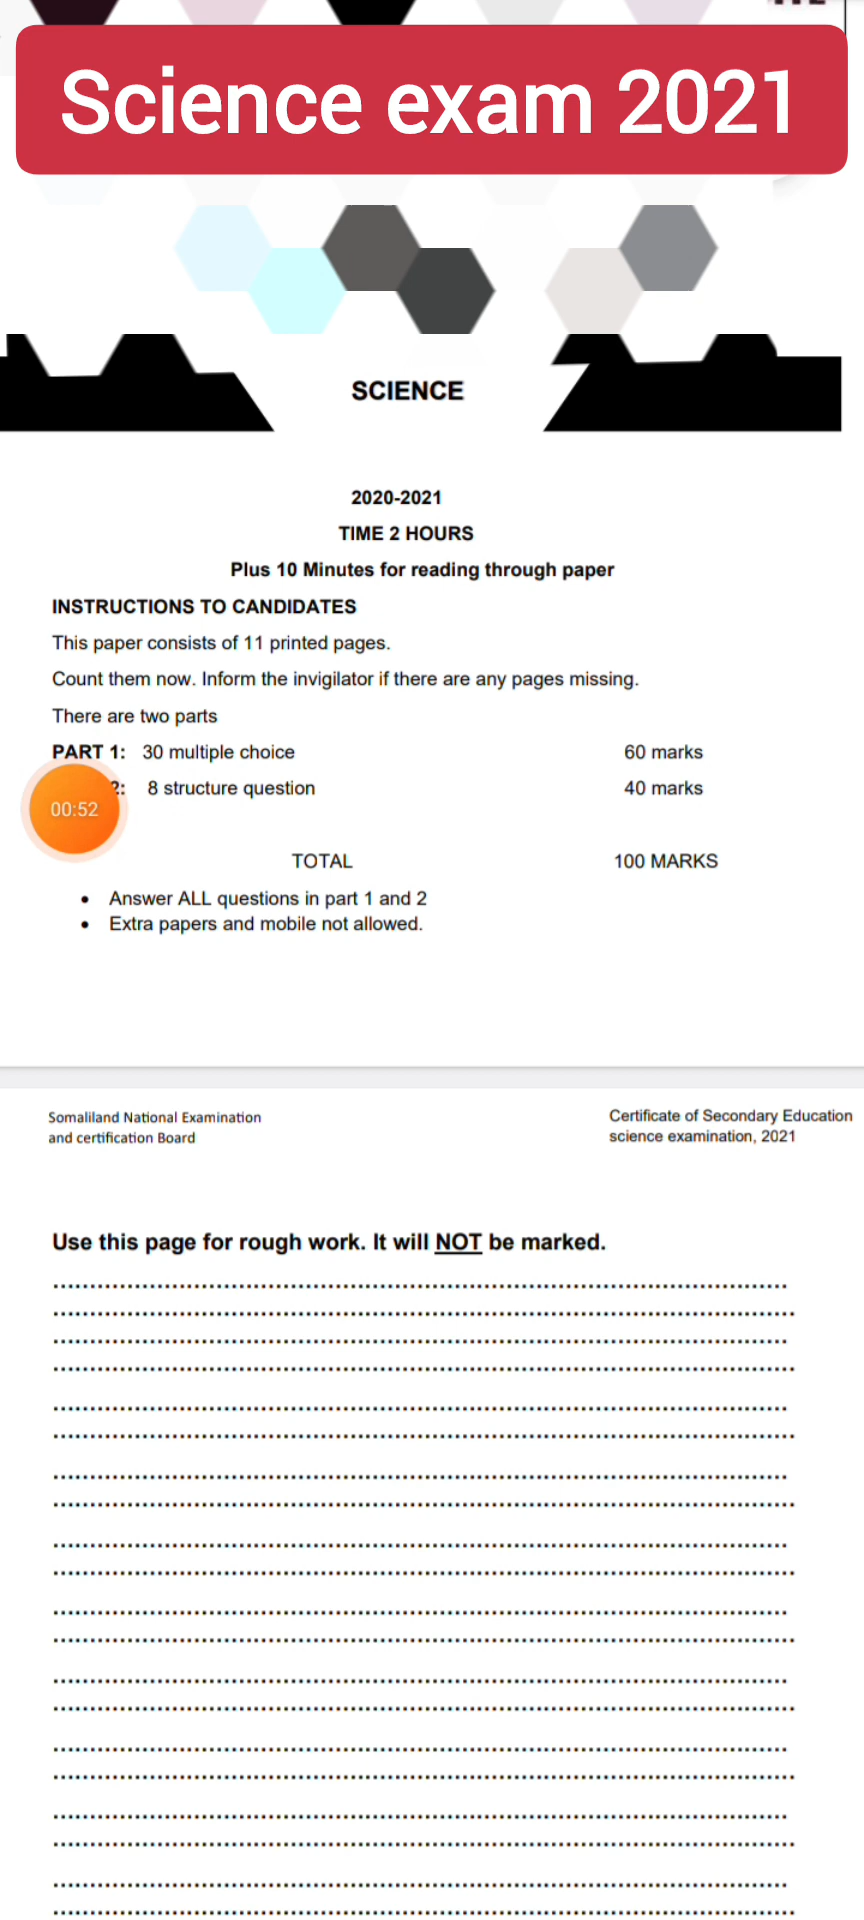 Science exam 2021
SCIENCE
2020-2021
TIME 2 HOURS
Plus 10 Minutes for reading through paper
INSTRUCTIONS TO CANDIDATES
This paper consists of 11 printed pages.
Count them now. Inform the invigilator if there are any pages missing.
There are two parts
PART 1: 30 multiple choice 60 marks
2: 8 structure question 40 marks
00:52
TOTAL 100 MARKS
• Answer ALL questions in part 1 and 2
• Extra papers and mobile not allowed.
Somaliland National Examination
and certification Board
Certificate of Secondary Education
science examination, 2021
Use this page for rough work. It will NOT be marked.